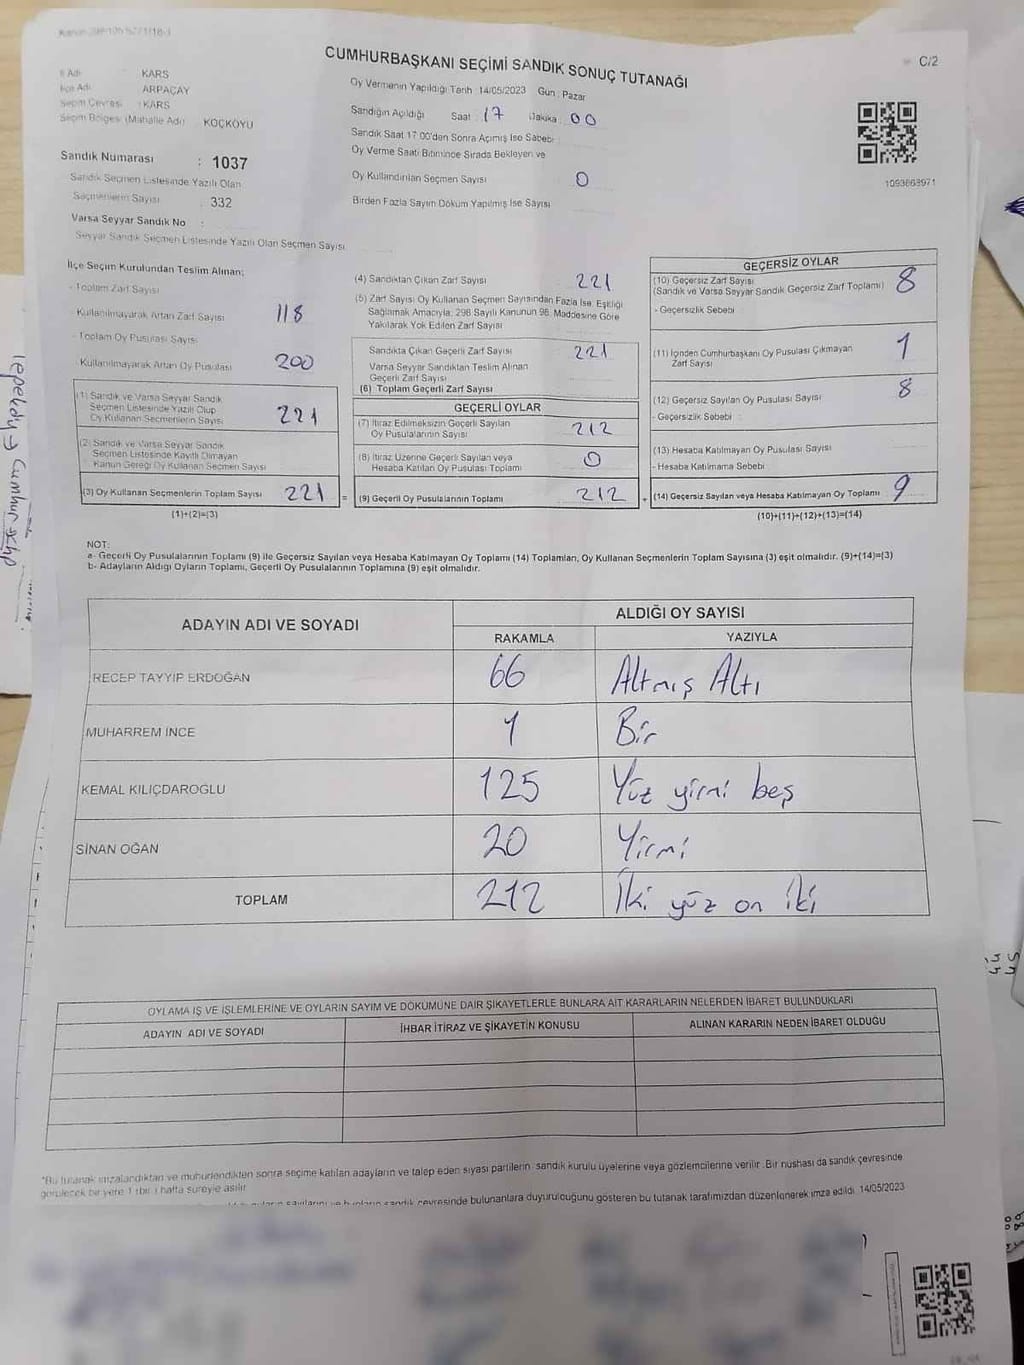 C/2
CUMHURBAŞKANI SEÇİMİ SANDIK SONUÇ TUTANAĞI
İl Adı : KARS
İlçe Adı : ARPAÇAY
Seçim Çevresi : KARS
Seçim Bölgesi (Mahalle Adı) : KOÇKÖYÜ
Sandık Numarası : 1037
Sandık Seçmen Listesinde Yazılı Olan
Seçmenlerin Sayısı : 332
Varsa Seyyar Sandık No :
Seyyar Sandık Seçmen Listesinde Yazılı Olan Seçmen Sayısı
Oy Vermenin Yapıldığı Tarih 14/05/2023 Gün : Pazar
Sandığın Açıldığı Saat : 17 Dakika : 00
Sandık Saat 17:00'den Sonra Açımış İse Sebebi :
Oy Verme Saati Bitiminde Sırada Bekleyen ve
Oy Kullandırılan Seçmen Sayısı 0
Birden Fazla Sayım Döküm Yapılmış İse Sayısı
1093668971
İlçe Seçim Kurulundan Teslim Alınan;
- Toplam Zarf Sayısı
- Kullanılmayarak Artan Zarf Sayısı 118
- Toplam Oy Pusulası Sayısı
- Kullanılmayarak Artan Oy Pusulası 200
(1) Sandık ve Varsa Seyyar Sandık
Seçmen Listesinde Yazılı Olup
Oy Kullanan Seçmenlerin Sayısı 221
(2) Sandık ve Varsa Seyyar Sandık
Seçmen Listesinde Kayıtlı Olmayan
Kanun Gereği Oy Kullanan Seçmen Sayısı
(3) Oy Kullanan Seçmenlerin Toplam Sayısı 221 =
(1)+(2)=(3)
(4) Sandıktan Çıkan Zarf Sayısı 221
(5) Zarf Sayısı Oy Kullanan Seçmen Sayısından Fazla İse, Eşitliği
Sağlamak Amacıyla; 298 Sayılı Kanunun 98. Maddesine Göre
Yakılarak Yok Edilen Zarf Sayısı
Sandıkta Çıkan Geçerli Zarf Sayısı 221
Varsa Seyyar Sandıktan Teslim Alınan
Geçerli Zarf Sayısı
(6) Toplam Geçerli Zarf Sayısı
GEÇERLİ OYLAR
(7) İtiraz Edilmeksizin Geçerli Sayılan
Oy Pusulalarının Sayısı 212
(8) İtiraz Üzerine Geçerli Sayılan veya
Hesaba Katılan Oy Pusulası Toplamı 0
(9) Geçerli Oy Pusulalarının Toplamı 212 +
GEÇERSİZ OYLAR
(10) Geçersiz Zarf Sayısı 8
(Sandık ve Varsa Seyyar Sandık Geçersiz Zarf Toplamı)
- Geçersizlik Sebebi
(11) İçinden Cumhurbaşkanı Oy Pusulası Çıkmayan 1
Zarf Sayısı
(12) Geçersiz Sayılan Oy Pusulası Sayısı 8
- Geçersizlik Sebebi :
(13) Hesaba Katılmayan Oy Pusulası Sayısı
- Hesaba Katılmama Sebebi
(14) Geçersiz Sayılan veya Hesaba Katılmayan Oy Toplamı 9
(10)+(11)+(12)+(13)=(14)
NOT:
a- Geçerli Oy Pusulalarının Toplamı (9) ile Geçersiz Sayılan veya Hesaba Katılmayan Oy Toplamı (14) Toplamları, Oy Kullanan Seçmenlerin Toplam Sayısına (3) eşit olmalıdır. (9)+(14)=(3)
b- Adayların Aldığı Oyların Toplamı, Geçerli Oy Pusulalarının Toplamına (9) eşit olmalıdır.
ADAYIN ADI VE SOYADI ALDIĞI OY SAYISI
RAKAMLA YAZIYLA
RECEP TAYYIP ERDOĞAN 66 Altmış Altı
MUHARREM İNCE 1 Bir
KEMAL KILIÇDAROĞLU 125 Yüz yirmi beş
SİNAN OĞAN 20 Yirmi
TOPLAM 212 İki yüz on iki
OYLAMA İŞ VE İŞLEMLERİNE VE OYLARIN SAYIM VE DÖKÜMÜNE DAİR ŞİKAYETLERLE BUNLARA AİT KARARLARIN NELERDEN İBARET BULUNDUKLARI
ADAYIN ADI VE SOYADI İHBAR İTİRAZ VE ŞİKAYETİN KONUSU ALINAN KARARIN NEDEN İBARET OLDUĞU
*Bu tutanak imzalandıktan ve mühürlendikten sonra seçime katılan adayların ve talep eden siyasi partilerin sandık kurulu üyelerine veya gözlemcilerine verilir. Bir nüshası da sandık çevresinde
görülecek bir yere 1 (bir) hafta süreyle asılır.
sandık çevresinde bulunanlara duyurulduğunu gösteren bu tutanak tarafımızdan düzenlenerek imza edildi. 14/05/2023